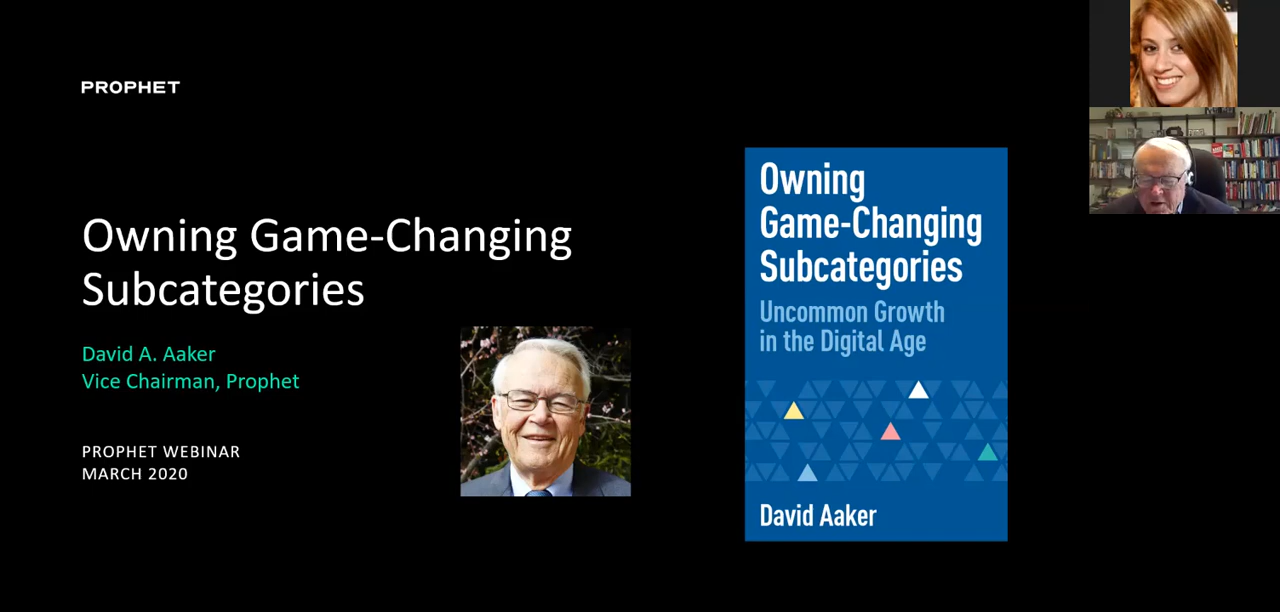 PROPHET
Owning Game-Changing
Subcategories
David A. Aaker
Vice Chairman, Prophet
PROPHET WEBINAR
MARCH 2020
Owning
Game-Changing
Subcategories
Uncommon Growth
in the Digital Age
David Aaker